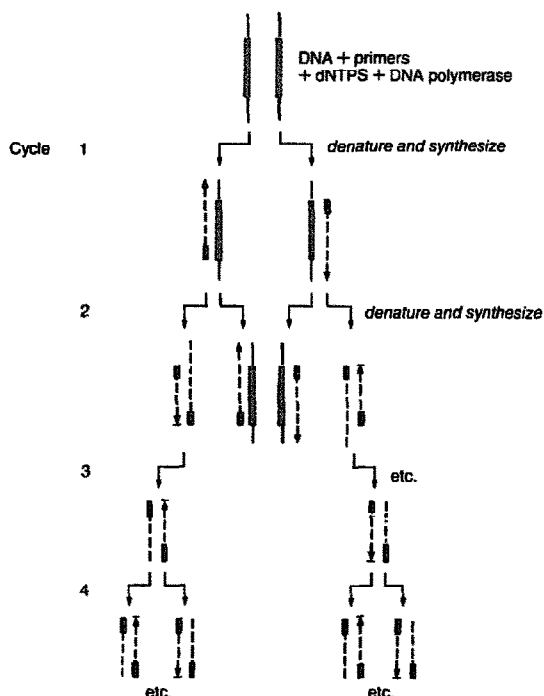 DNA + primers
+ dNTPS + DNA polymerase
Cycle 1 denature and synthesize
2 denature and synthesize
3 etc.
4
etc. etc.